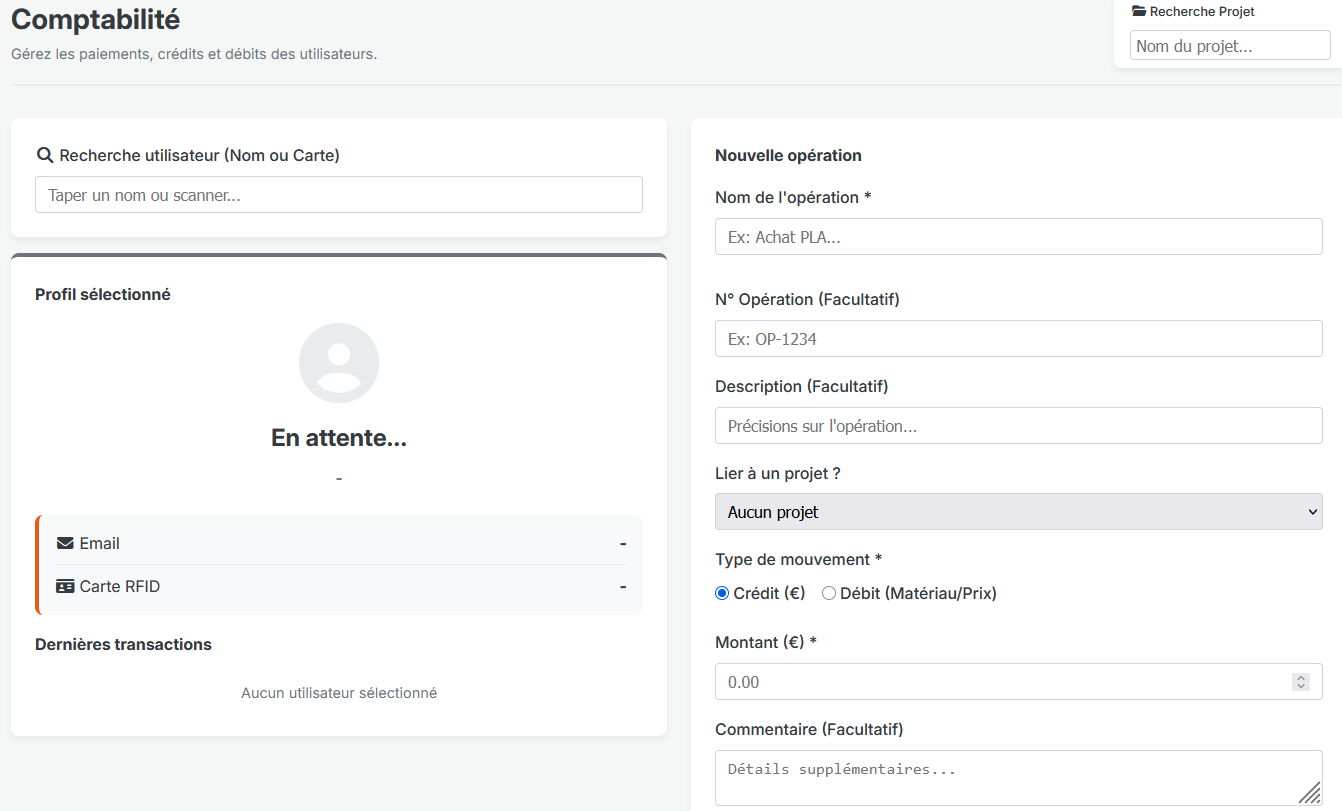 Comptabilité
Gérez les paiements, crédits et débits des utilisateurs.
Recherche Projet
Nom du projet...
Recherche utilisateur (Nom ou Carte)
Taper un nom ou scanner...
Profil sélectionné
En attente...
-
Email -
Carte RFID -
Dernières transactions
Aucun utilisateur sélectionné
Nouvelle opération
Nom de l'opération *
Ex: Achat PLA...
N° Opération (Facultatif)
Ex: OP-1234
Description (Facultatif)
Précisions sur l'opération...
Lier à un projet ?
Aucun projet
Type de mouvement *
Crédit (€) Débit (Matériau/Prix)
Montant (€) *
0.00
Commentaire (Facultatif)
Détails supplémentaires...